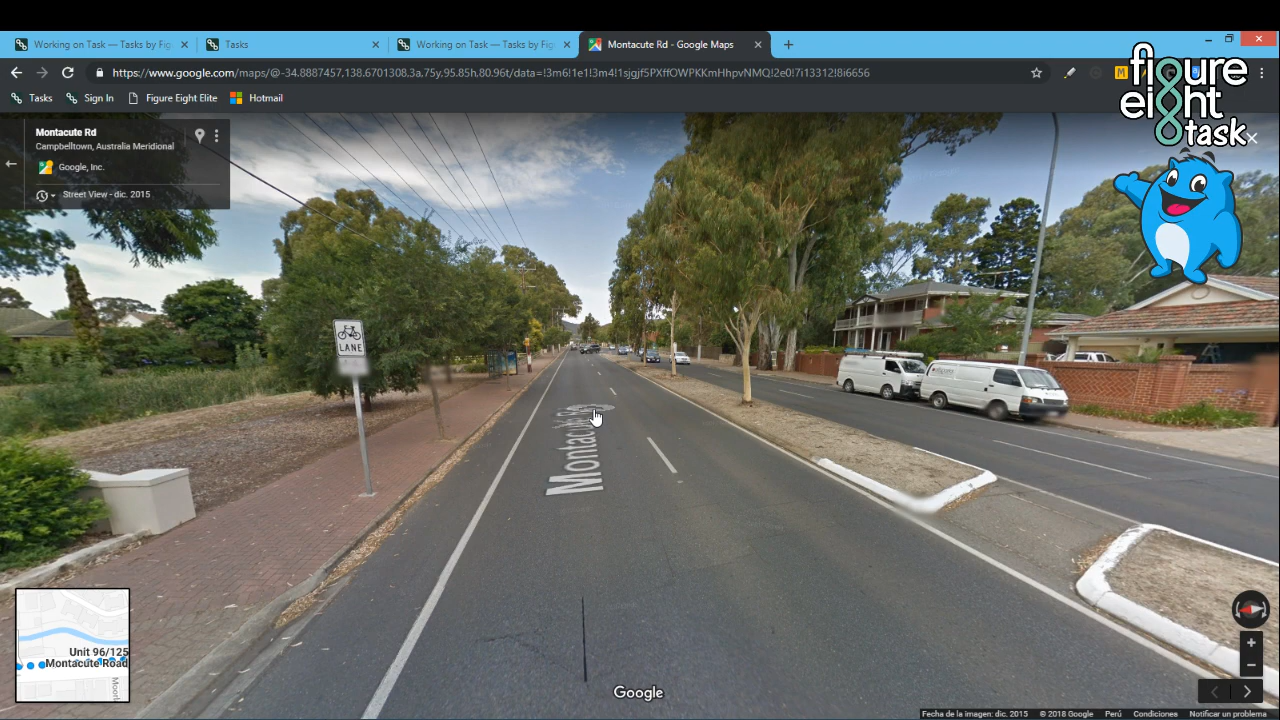 Working on Task — Tasks by Fig
Tasks
Working on Task — Tasks by Fig
Montacute Rd - Google Maps
https://www.google.com/maps/@-34.8887457,138.6701308,3a,75y,95.85h,80.96t/data=!3m6!1e1!3m4!1sjgjf5PXffOWPKKmHhpvNMQ!2e0!7i13312!8i6656
Tasks
Sign In
Figure Eight Elite
Hotmail
figure
eight
task
Montacute Rd
Campbelltown, Australia Meridional
Google, Inc.
Street View - dic. 2015
LANE
Montacute Rd
Unit 96/125
Montacute Road
Google
Fecha de la imagen: dic. 2015 © 2018 Google Perú Condiciones Notificar un problema